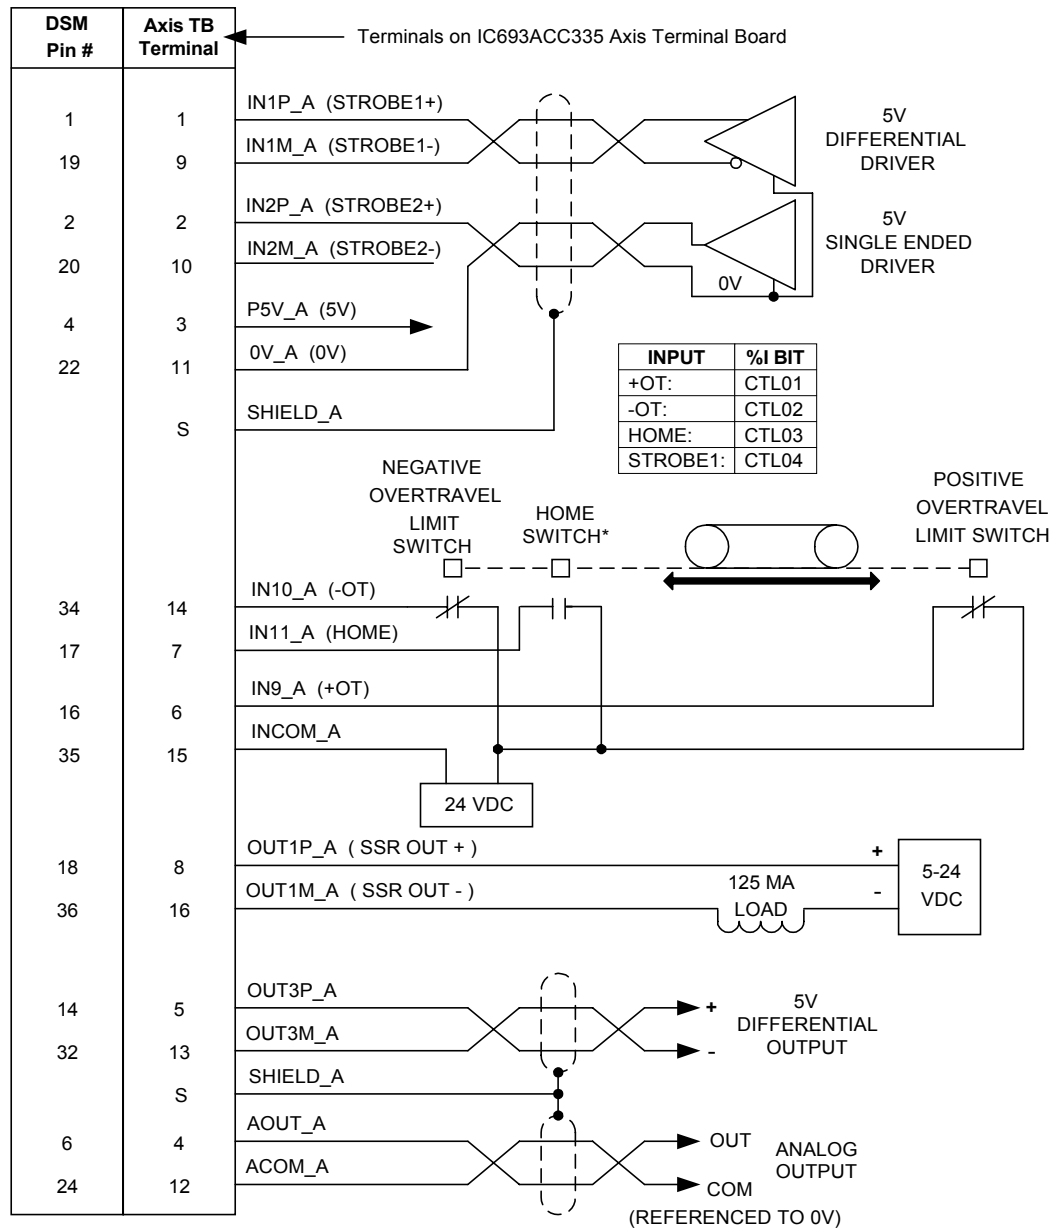 DSM
Pin #
Axis TB
Terminal
Terminals on IC693ACC335 Axis Terminal Board
1 1 IN1P_A (STROBE1+)
19 9 IN1M_A (STROBE1-)
5V
DIFFERENTIAL
DRIVER
2 2 IN2P_A (STROBE2+)
20 10 IN2M_A (STROBE2-)
5V
SINGLE ENDED
DRIVER
0V
4 3 P5V_A (5V)
22 11 0V_A (0V)
S SHIELD_A
INPUT %I BIT
+OT: CTL01
-OT: CTL02
HOME: CTL03
STROBE1: CTL04
NEGATIVE
OVERTRAVEL
LIMIT
SWITCH
HOME
SWITCH*
POSITIVE
OVERTRAVEL
LIMIT SWITCH
34 14 IN10_A (-OT)
17 7 IN11_A (HOME)
16 6 IN9_A (+OT)
35 15 INCOM_A
24 VDC
18 8 OUT1P_A ( SSR OUT + )
36 16 OUT1M_A ( SSR OUT - )
125 MA
LOAD
+
-
5-24
VDC
14 5 OUT3P_A
32 13 OUT3M_A
+
-
5V
DIFFERENTIAL
OUTPUT
S SHIELD_A
6 4 AOUT_A
24 12 ACOM_A
OUT
COM
ANALOG
OUTPUT
(REFERENCED TO 0V)